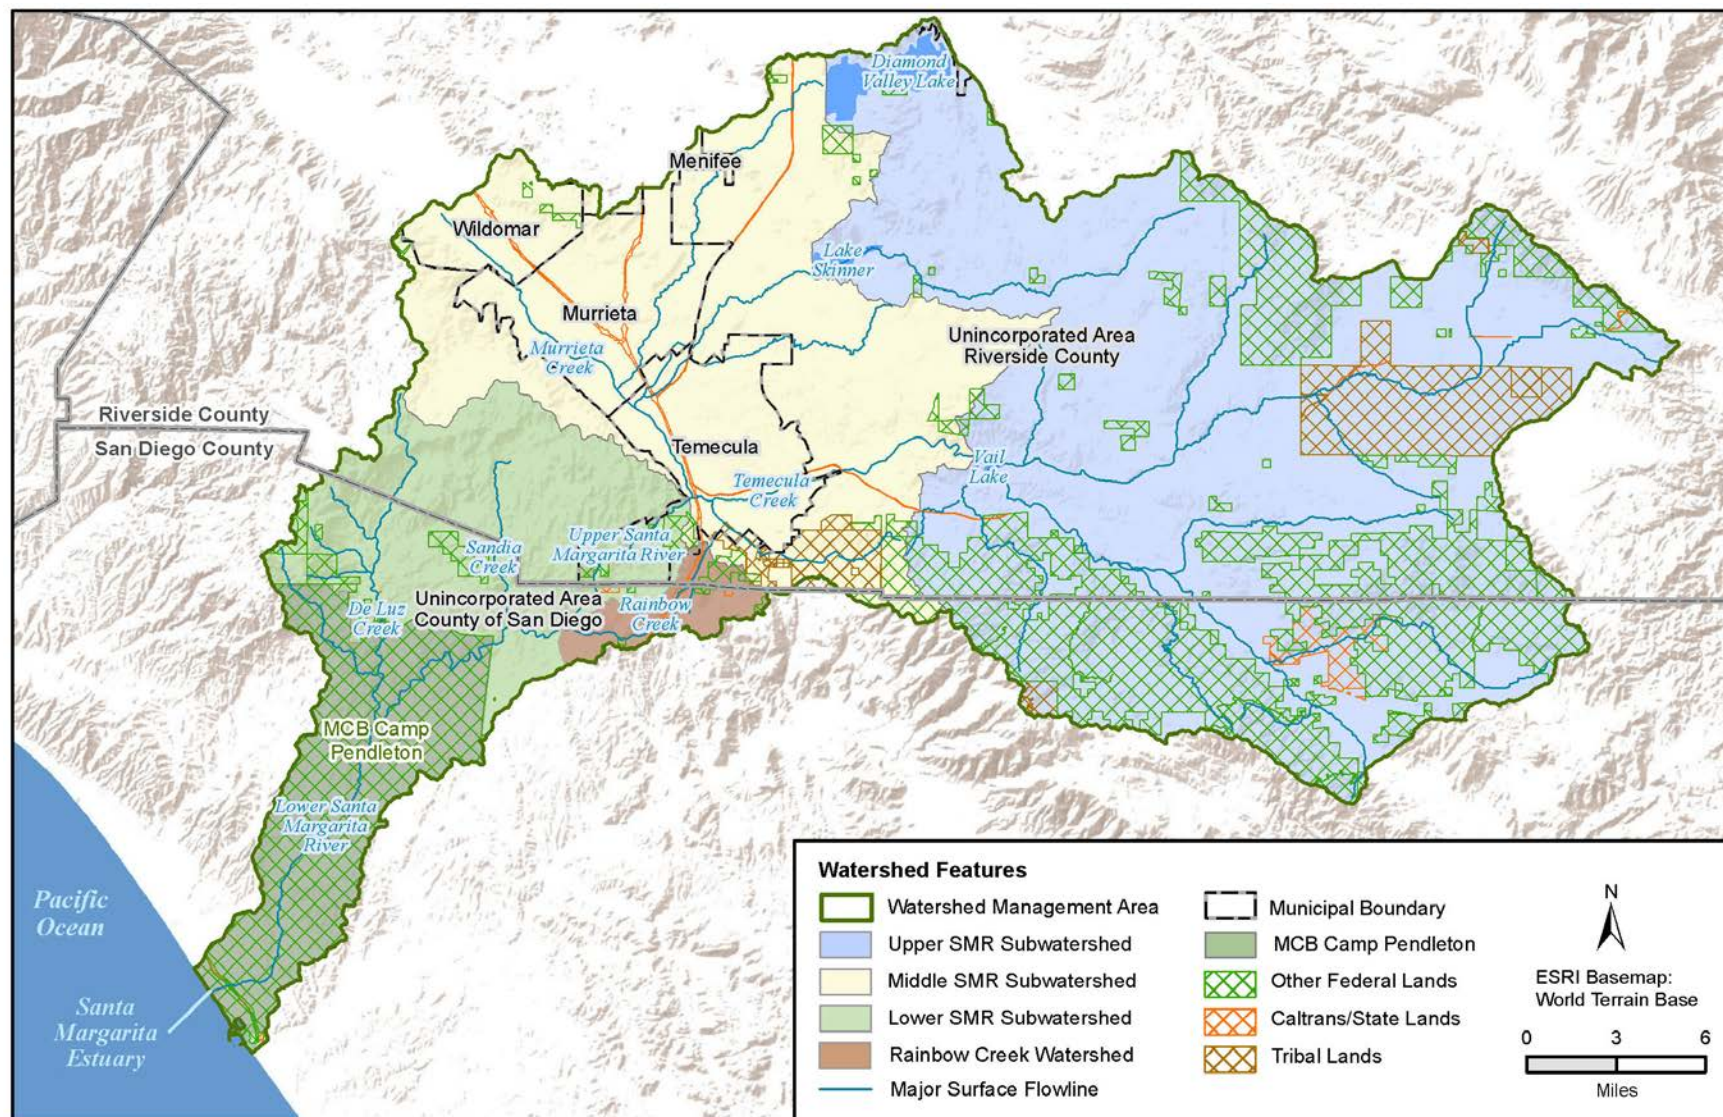 Diamond
Valley Lake
Menifee
Wildomar
Lake
Skinner
Murrieta
Unincorporated Area
Riverside County
Murrieta
Creek
Riverside County
San Diego County
Temecula
Vail
Lake
Temecula
Creek
Upper Santa
Margarita River
Sandia
Creek
De Luz
Creek
Unincorporated Area
County of San Diego
Rainbow
Creek
MCB Camp
Pendleton
Lower Santa
Margarita
River
Pacific
Ocean
Santa
Margarita
Estuary
Watershed Features
Watershed Management Area
Upper SMR Subwatershed
Middle SMR Subwatershed
Lower SMR Subwatershed
Rainbow Creek Watershed
Major Surface Flowline
Municipal Boundary
MCB Camp Pendleton
Other Federal Lands
Caltrans/State Lands
Tribal Lands
N
ESRI Basemap:
World Terrain Base
0 3 6
Miles